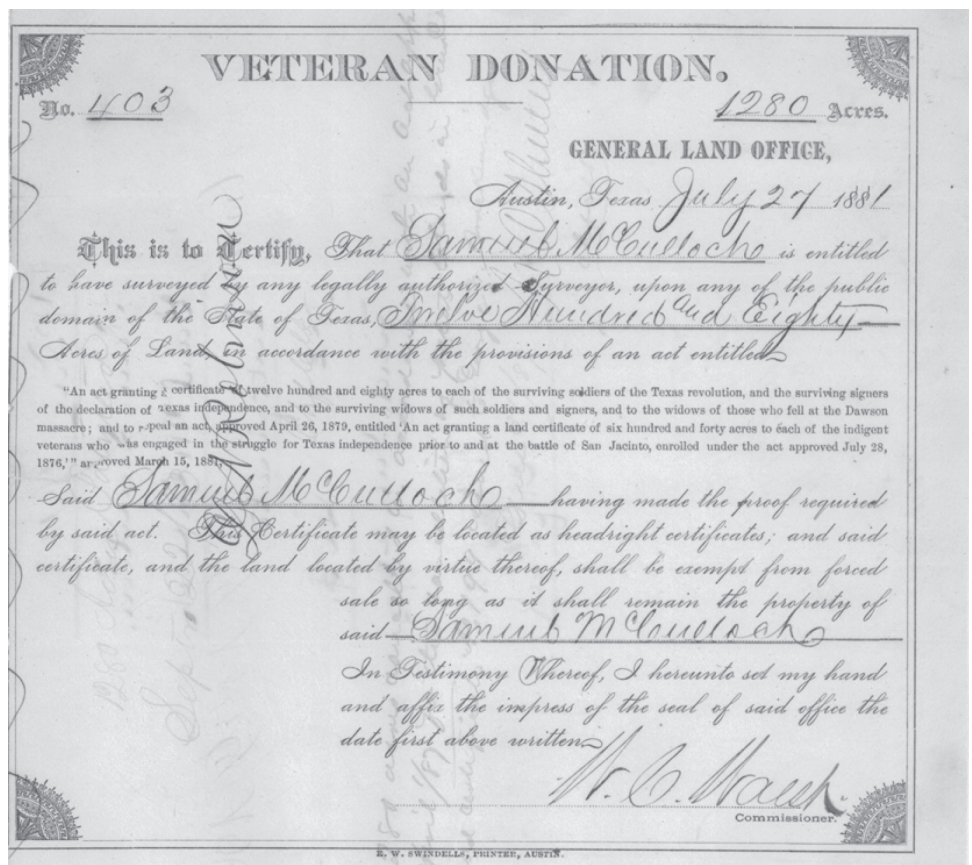 VETERAN DONATION.
No. 403
1280 Acres.
GENERAL LAND OFFICE,
Austin, Texas, July 27 1881
This is to Certify, That Samuel McCulloch is entitled
to have surveyed by any legally authorized Surveyor, upon any of the public
domain of the State of Texas, Twelve Hundred and Eighty
Acres of Land, in accordance with the provisions of an act entitled
"An act granting a certificate of twelve hundred and eighty acres to each of the surviving soldiers of the Texas revolution, and the surviving signers
of the declaration of Texas independence, and to the surviving widows of such soldiers and signers, and to the widows of those who fell at the Dawson
massacre; and to repeal an act, approved April 26, 1879, entitled 'An act granting a land certificate of six hundred and forty acres to each of the indigent
veterans who was engaged in the struggle for Texas independence prior to and at the battle of San Jacinto, enrolled under the act approved July 28,
1876,'" approved March 15, 1881,
Said Samuel McCulloch having made the proof required
by said act. This Certificate may be located as headright certificates; and said
certificate, and the land located by virtue thereof, shall be exempt from forced
sale so long as it shall remain the property of
said Samuel McCulloch
In Testimony Whereof, I hereunto set my hand
and affix the impress of the seal of said office the
date first above written
W. C. Walsh
Commissioner.
E. W. SWINDELLS, PRINTER, AUSTIN.